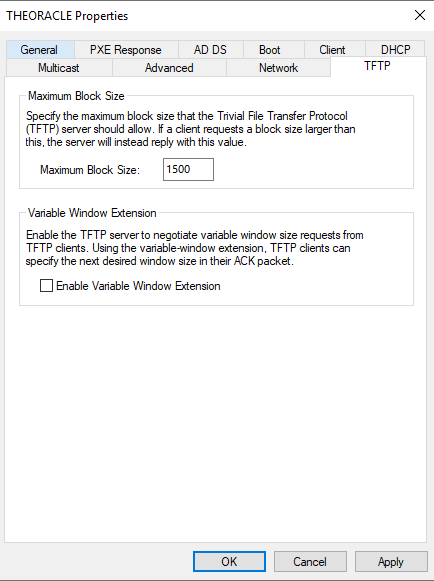 THEORACLE Properties
General PXE Response AD DS Boot Client DHCP
Multicast Advanced Network TFTP
Maximum Block Size
Specify the maximum block size that the Trivial File Transfer Protocol
(TFTP) server should allow. If a client requests a block size larger than
this, the server will instead reply with this value.
Maximum Block Size: 1500
Variable Window Extension
Enable the TFTP server to negotiate variable window size requests from
TFTP clients. Using the variable-window extension, TFTP clients can
specify the next desired window size in their ACK packet.
Enable Variable Window Extension
OK Cancel Apply